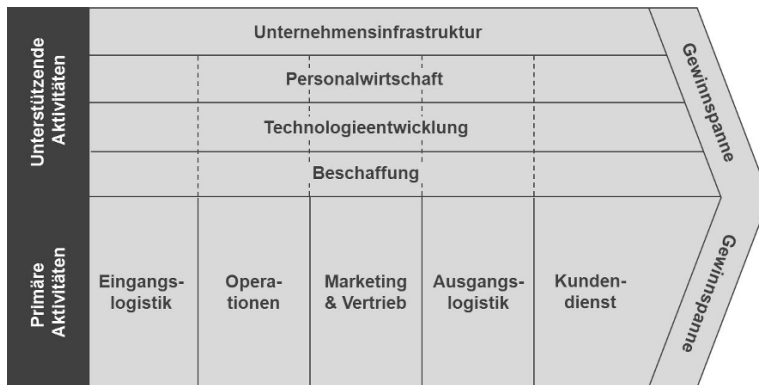 Unterstützende
Aktivitäten
Unternehmensinfrastruktur
Personalwirtschaft
Technologieentwicklung
Beschaffung
Gewinnspanne
Primäre
Aktivitäten
Eingangs-
logistik
Opera-
tionen
Marketing
& Vertrieb
Ausgangs-
logistik
Kunden-
dienst
Gewinnspanne